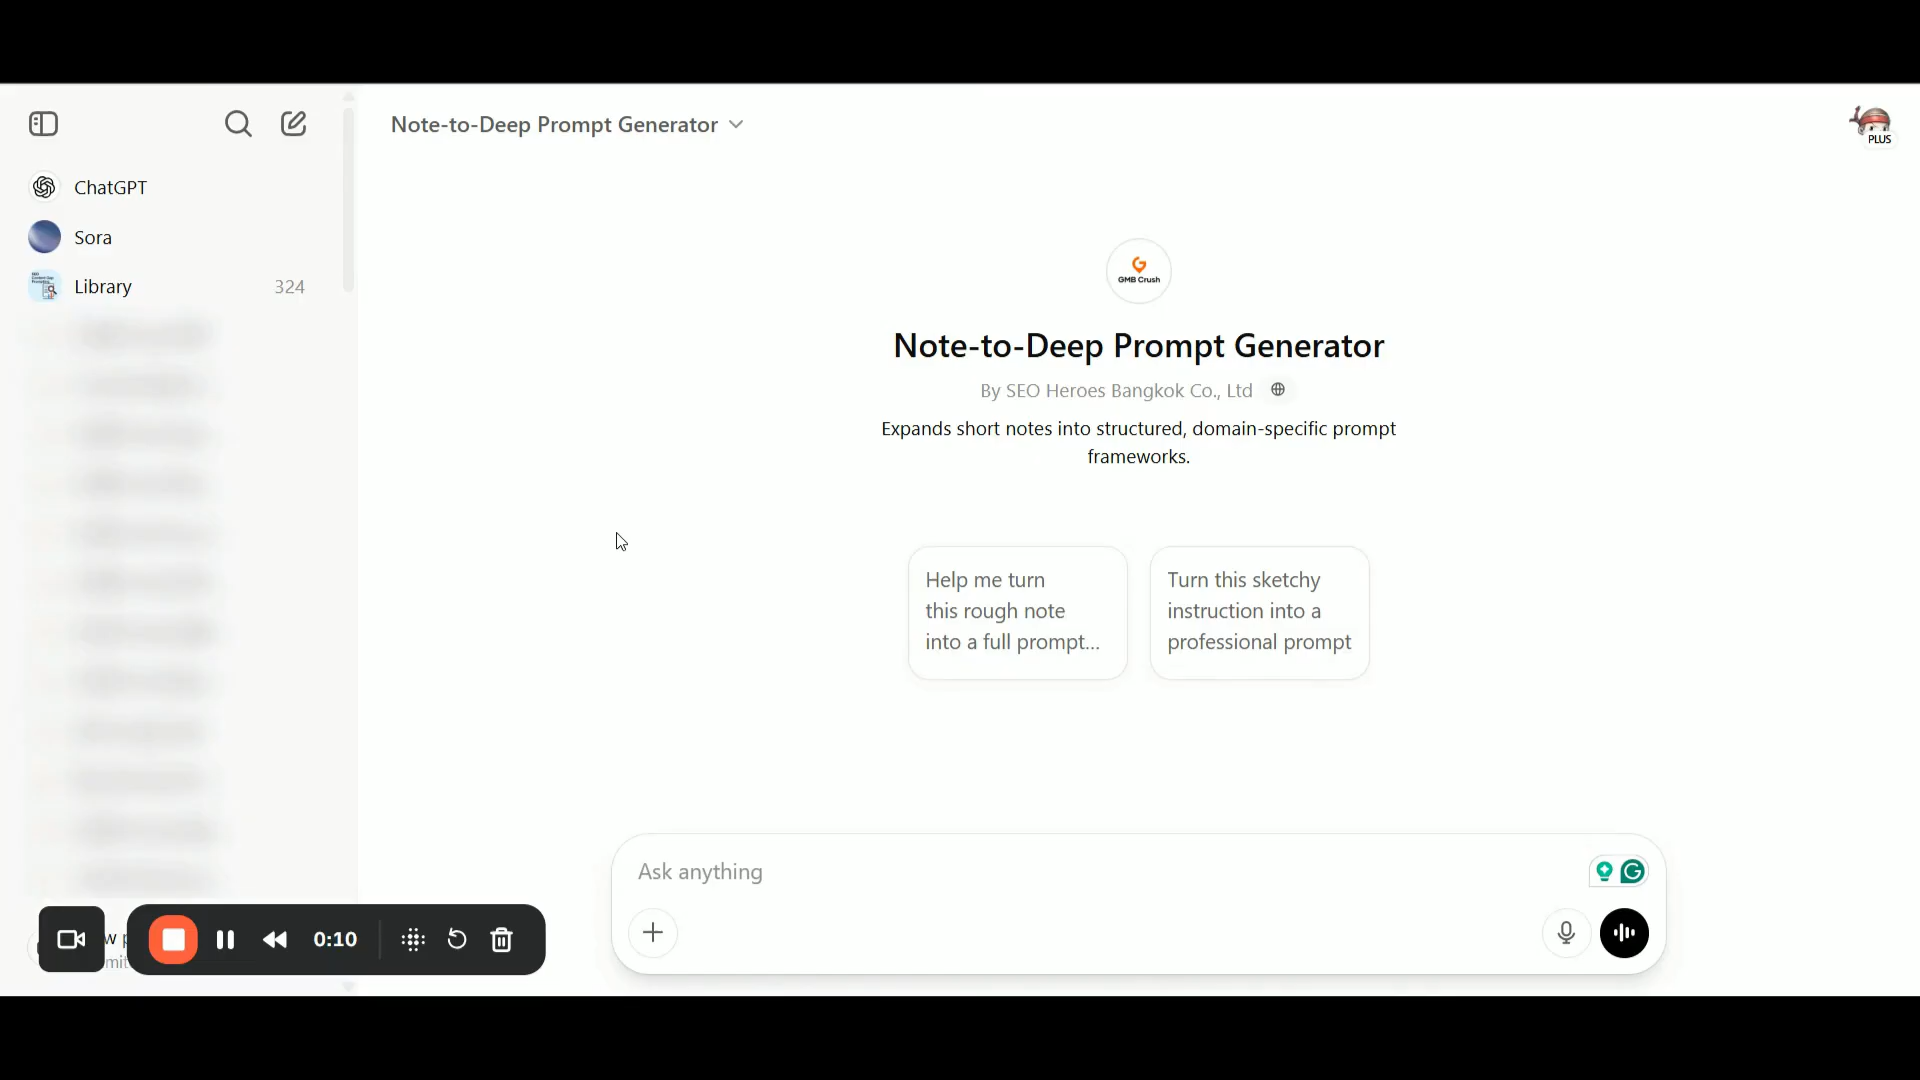 Note-to-Deep Prompt Generator
PLUS
ChatGPT
Sora
Library 324
GMB Crush
Note-to-Deep Prompt Generator
By SEO Heroes Bangkok Co., Ltd
Expands short notes into structured, domain-specific prompt
frameworks.
Help me turn
this rough note
into a full prompt...
Turn this sketchy
instruction into a
professional prompt
Ask anything
0:10